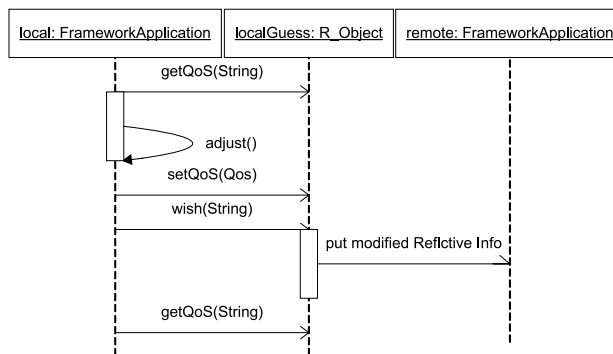 local: FrameworkApplication
localGuess: R_Object
remote: FrameworkApplication
getQoS(String)
adjust()
setQoS(Qos)
wish(String)
put modified Reflctive Info
getQoS(String)